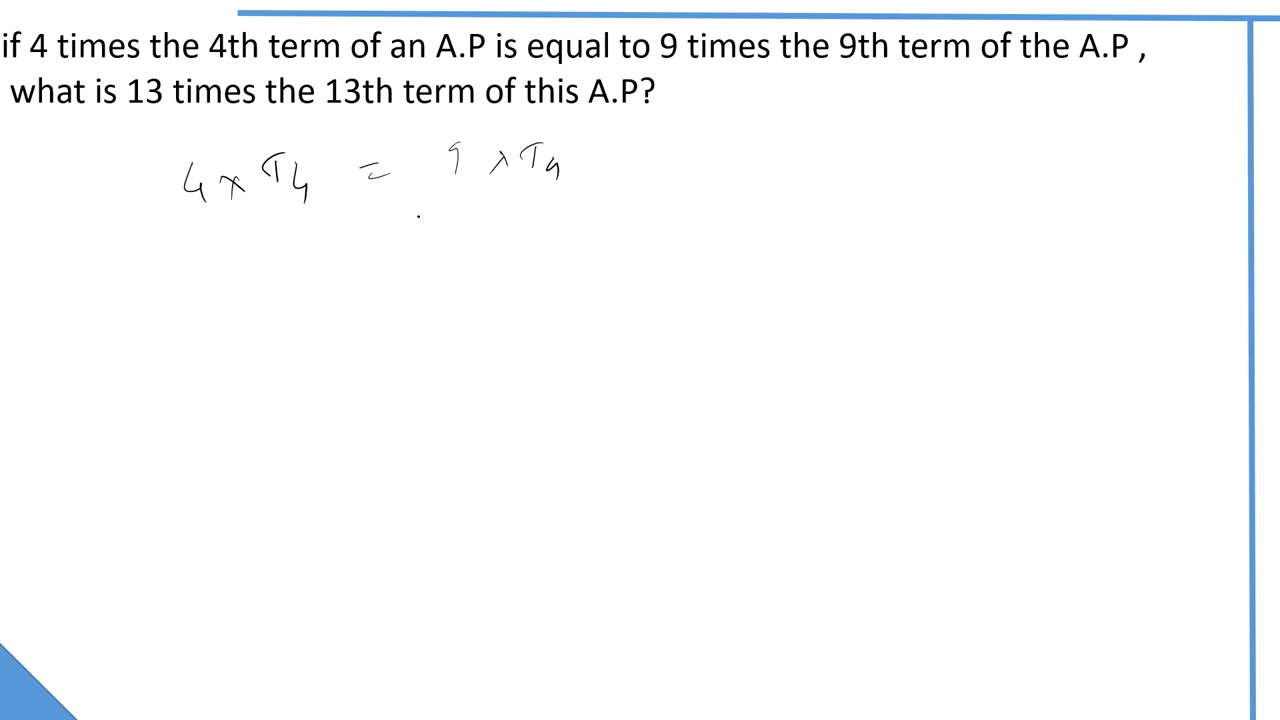 if 4 times the 4th term of an A.P is equal to 9 times the 9th term of the A.P ,
what is 13 times the 13th term of this A.P?
4 × T4 = 9 × T9